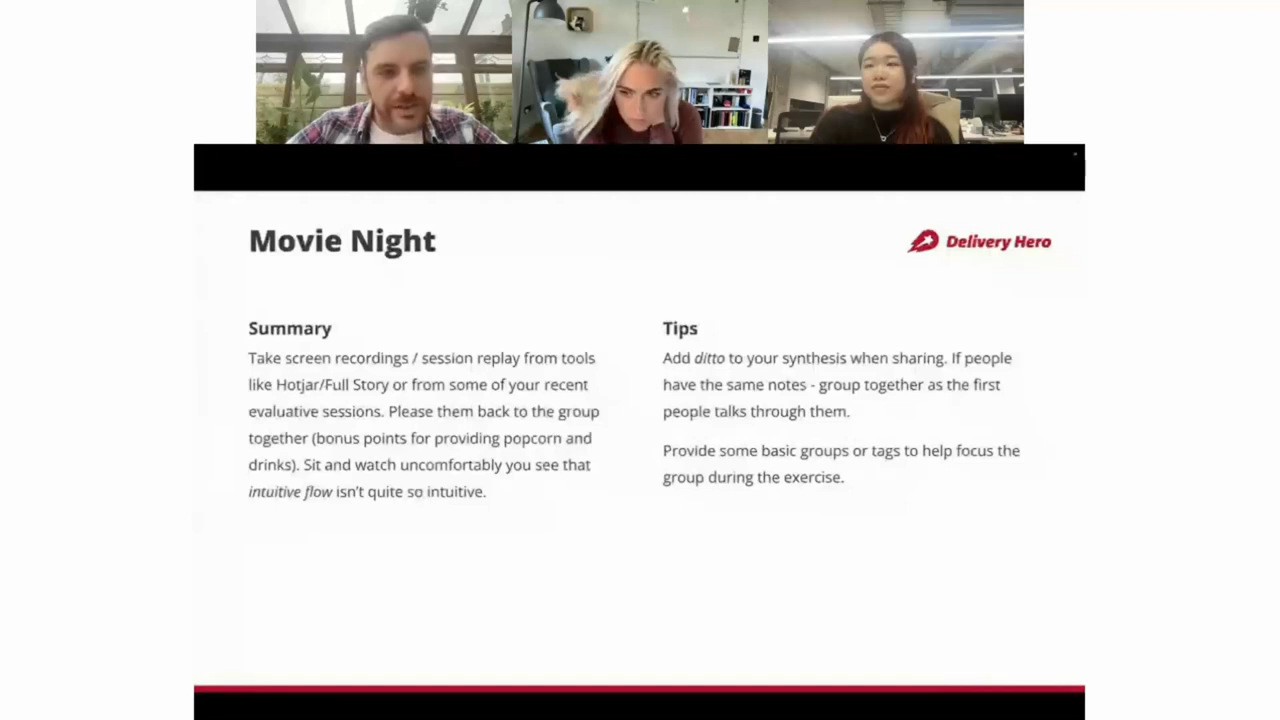 Movie Night
Delivery Hero
Summary
Take screen recordings / session replay from tools
like Hotjar/Full Story or from some of your recent
evaluative sessions. Please them back to the group
together (bonus points for providing popcorn and
drinks). Sit and watch uncomfortably you see that
intuitive flow isn't quite so intuitive.
Tips
Add ditto to your synthesis when sharing. If people
have the same notes - group together as the first
people talks through them.
Provide some basic groups or tags to help focus the
group during the exercise.